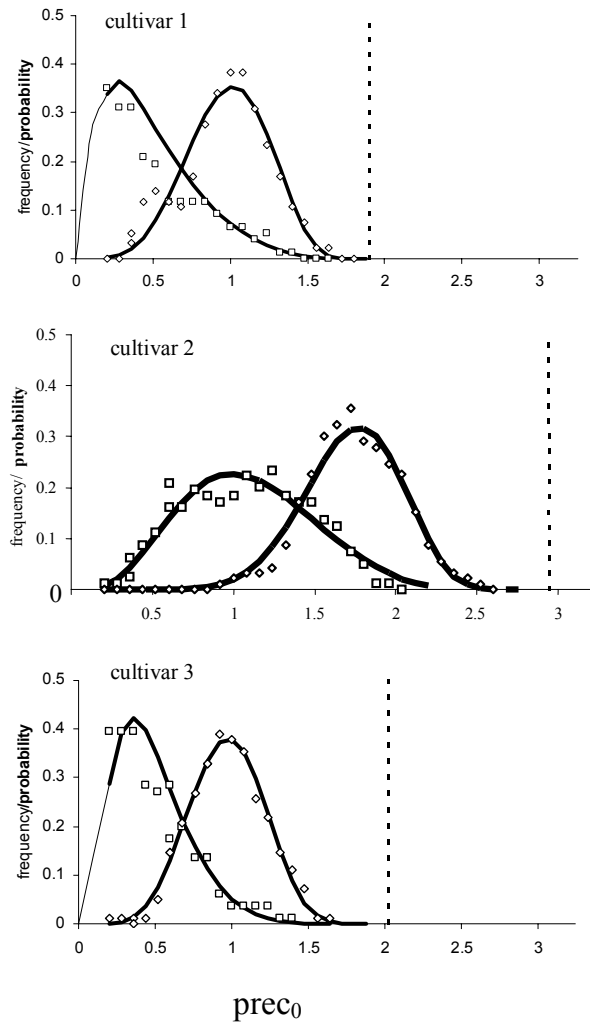 cultivar 1
frequency/probability
0.5
0.4
0.3
0.2
0.1
0
0 0.5 1 1.5 2 2.5 3
cultivar 2
frequency/ probability
0.5
0.4
0.3
0.2
0.1
0
0.5 1 1.5 2 2.5 3
cultivar 3
frequency/probability
0.5
0.4
0.3
0.2
0.1
0
0 0.5 1 1.5 2 2.5 3
prec₀